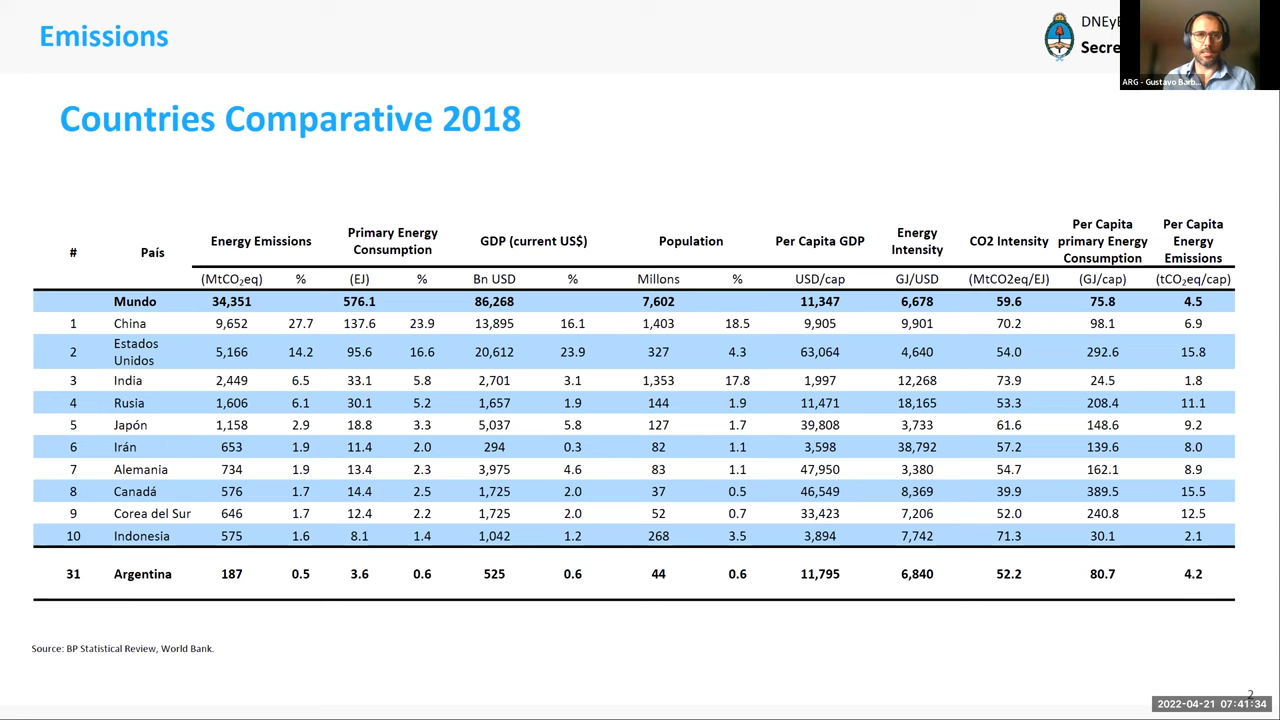 Emissions
DNEyE
Secre
ARG - Gustavo Barb...
Countries Comparative 2018
# País Energy Emissions Primary Energy Consumption GDP (current US$) Population Per Capita GDP Energy Intensity CO2 Intensity Per Capita primary Energy Consumption Per Capita Energy Emissions
(MtCO₂eq) % (EJ) % Bn USD % Millons % USD/cap GJ/USD (MtCO2eq/EJ) (GJ/cap) (tCO₂eq/cap)
Mundo 34,351 576.1 86,268 7,602 11,347 6,678 59.6 75.8 4.5
1 China 9,652 27.7 137.6 23.9 13,895 16.1 1,403 18.5 9,905 9,901 70.2 98.1 6.9
2 Estados Unidos 5,166 14.2 95.6 16.6 20,612 23.9 327 4.3 63,064 4,640 54.0 292.6 15.8
3 India 2,449 6.5 33.1 5.8 2,701 3.1 1,353 17.8 1,997 12,268 73.9 24.5 1.8
4 Rusia 1,606 6.1 30.1 5.2 1,657 1.9 144 1.9 11,471 18,165 53.3 208.4 11.1
5 Japón 1,158 2.9 18.8 3.3 5,037 5.8 127 1.7 39,808 3,733 61.6 148.6 9.2
6 Irán 653 1.9 11.4 2.0 294 0.3 82 1.1 3,598 38,792 57.2 139.6 8.0
7 Alemania 734 1.9 13.4 2.3 3,975 4.6 83 1.1 47,950 3,380 54.7 162.1 8.9
8 Canadá 576 1.7 14.4 2.5 1,725 2.0 37 0.5 46,549 8,369 39.9 389.5 15.5
9 Corea del Sur 646 1.7 12.4 2.2 1,725 2.0 52 0.7 33,423 7,206 52.0 240.8 12.5
10 Indonesia 575 1.6 8.1 1.4 1,042 1.2 268 3.5 3,894 7,742 71.3 30.1 2.1
31 Argentina 187 0.5 3.6 0.6 525 0.6 44 0.6 11,795 6,840 52.2 80.7 4.2
Source: BP Statistical Review, World Bank.
2
2022-04-21 07:41:34